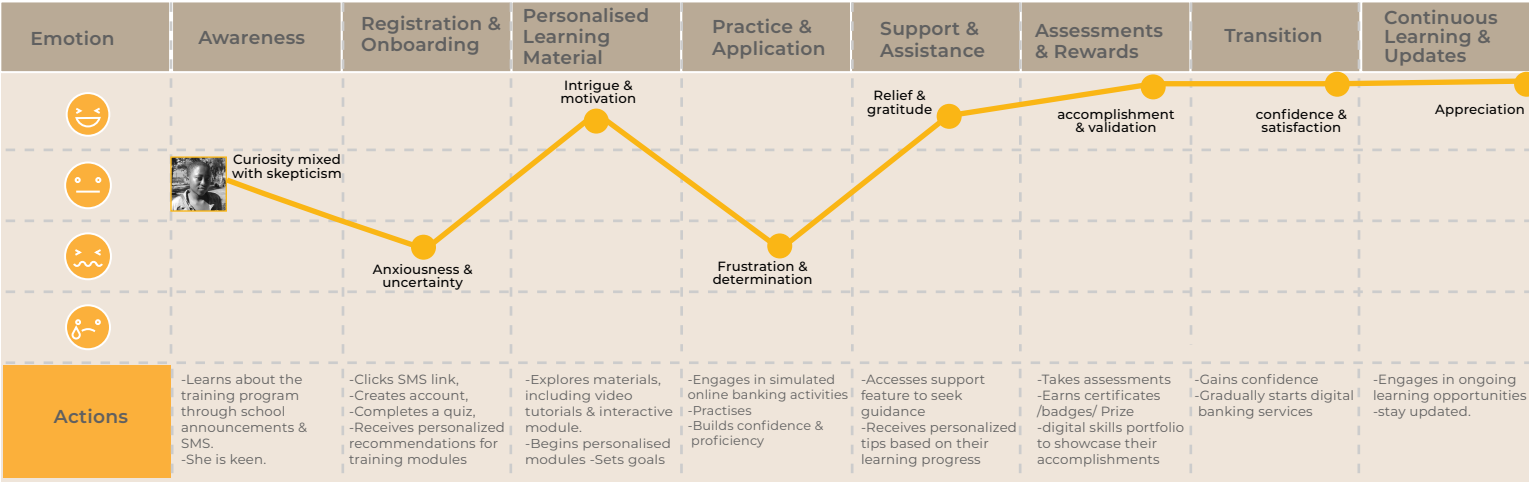 Emotion
Awareness
Registration &
Onboarding
Personalised
Learning
Material
Practice &
Application
Support &
Assistance
Assessments
& Rewards
Transition
Continuous
Learning &
Updates
Curiosity mixed
with skepticism
Anxiousness &
uncertainty
Intrigue &
motivation
Frustration &
determination
Relief &
gratitude
accomplishment
& validation
confidence &
satisfaction
Appreciation
Actions
-Learns about the
training program
through school
announcements &
SMS.
-She is keen.
-Clicks SMS link,
-Creates account,
-Completes a quiz,
-Receives personalized
recommendations for
training modules
-Explores materials,
including video
tutorials & interactive
module.
-Begins personalised
modules -Sets goals
-Engages in simulated
online banking activities
-Practises
-Builds confidence &
proficiency
-Accesses support
feature to seek
guidance
-Receives personalized
tips based on their
learning progress
-Takes assessments
-Earns certificates
/badges/ Prize
-digital skills portfolio
to showcase their
accomplishments
-Gains confidence
-Gradually starts digital
banking services
-Engages in ongoing
learning opportunities
-stay updated.